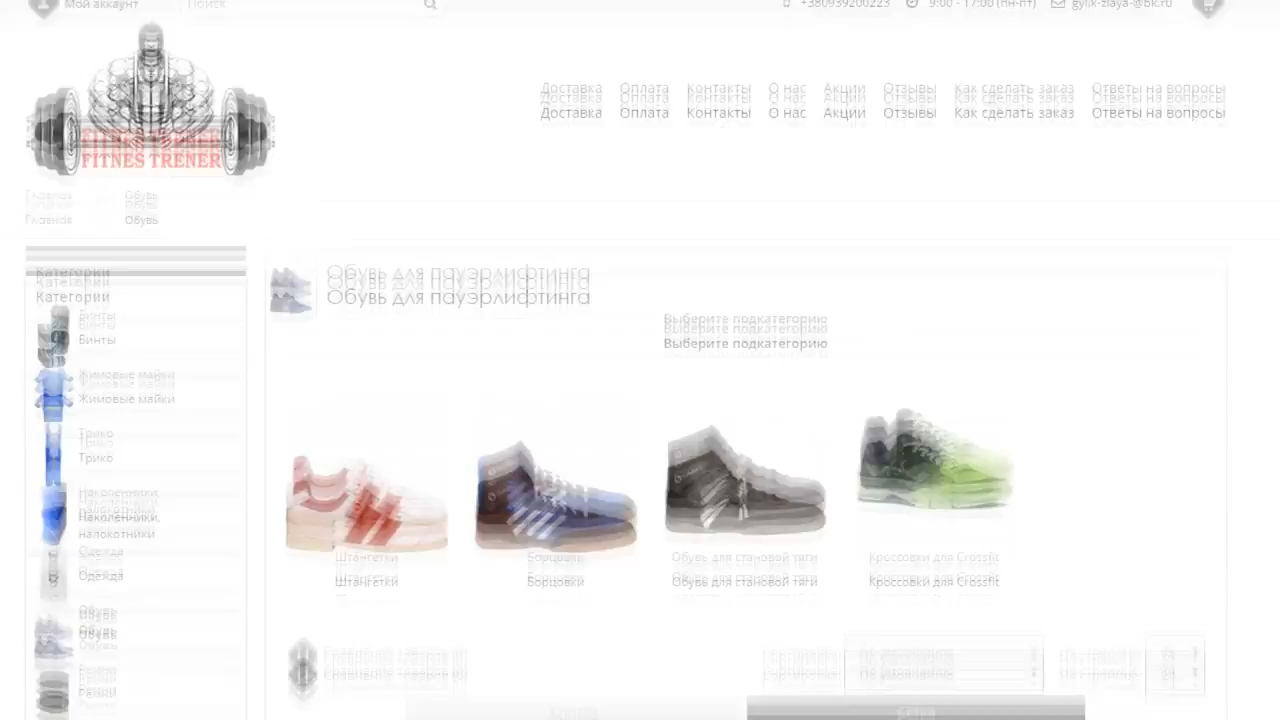 Мой аккаунт
Поиск
+380939200223
9:00 - 17:00 (пн-пт)
gylik-zlaya-@bk.ru
FITNES TRENER
Доставка Оплата Контакты О нас Акции Отзывы Как сделать заказ Ответы на вопросы
Главная Обувь
Категории
Бинты
Жимовые майки
Трико
Наколенники,
налокотники
Одежда
Обувь
Ремни
Обувь для пауэрлифтинга
Выберите подкатегорию
Штангетки
Борцовки
Обувь для становой тяги
Кроссовки для Crossfit